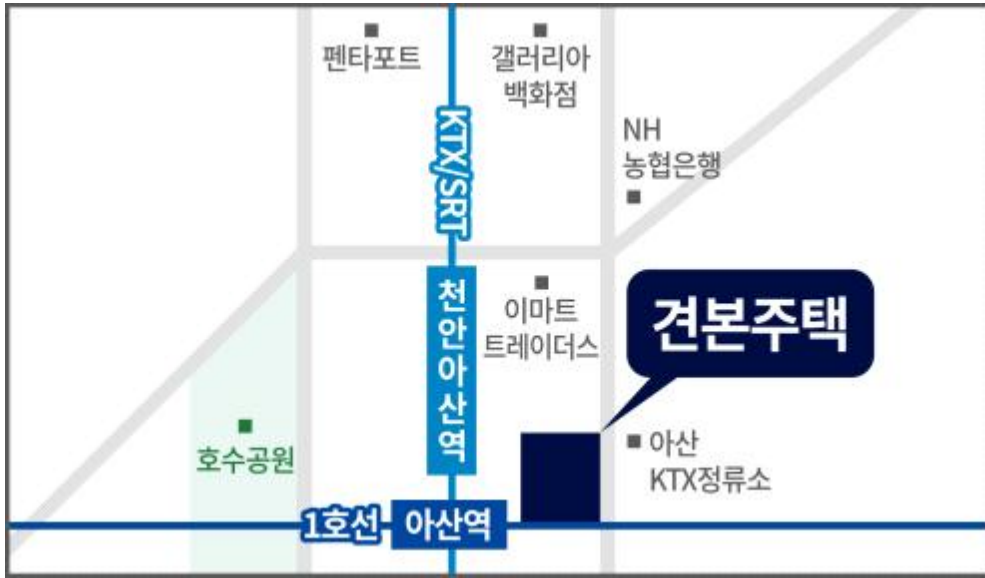 펜타포트
갤러리아
백화점
KTX/SRT
NH
농협은행
천안아산역
이마트
트레이더스
견본주택
호수공원
아산
KTX정류소
1호선
아산역